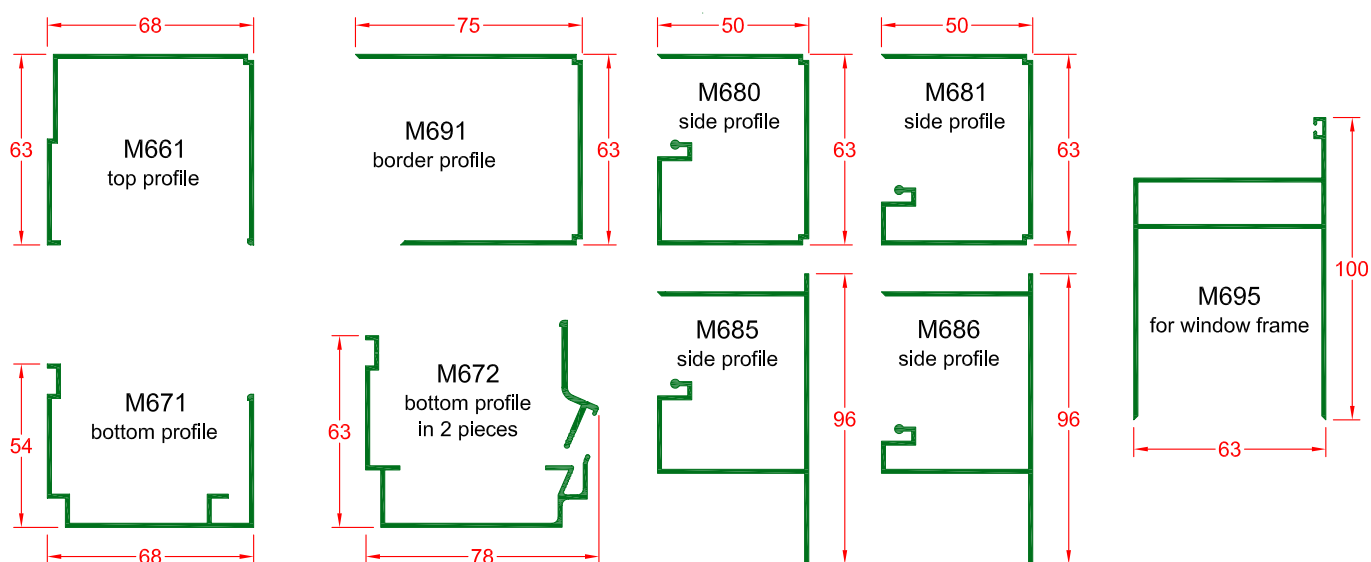 68
75
50
50
63
M661
top profile
M691
border profile
63
M680
side profile
63
M681
side profile
63
100
M695
for window frame
63
54
M671
bottom profile
68
63
M672
bottom profile
in 2 pieces
78
M685
side profile
96
M686
side profile
96